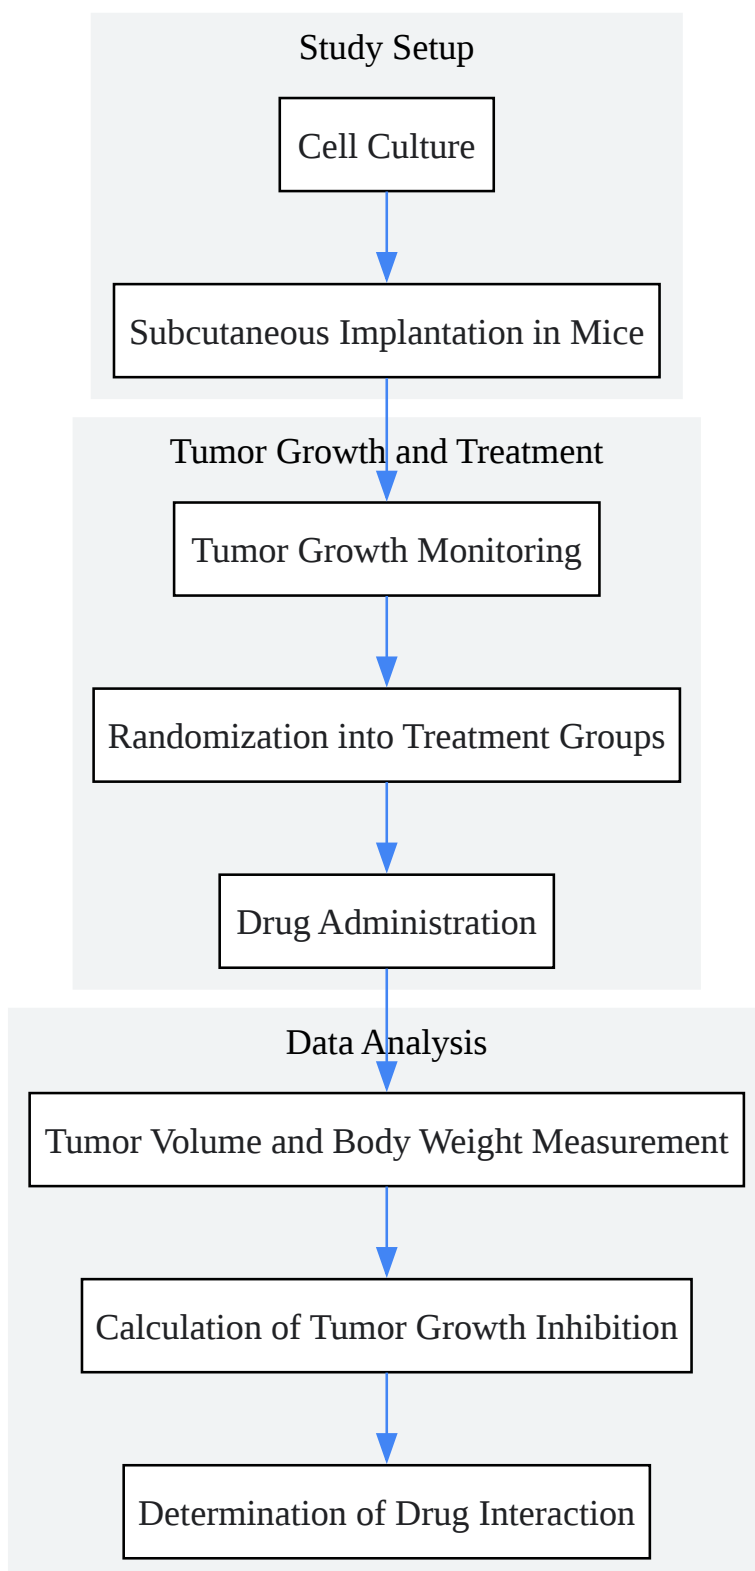 Study Setup
Cell Culture
Subcutaneous Implantation in Mice
Tumor Growth and Treatment
Tumor Growth Monitoring
Randomization into Treatment Groups
Drug Administration
Data Analysis
Tumor Volume and Body Weight Measurement
Calculation of Tumor Growth Inhibition
Determination of Drug Interaction